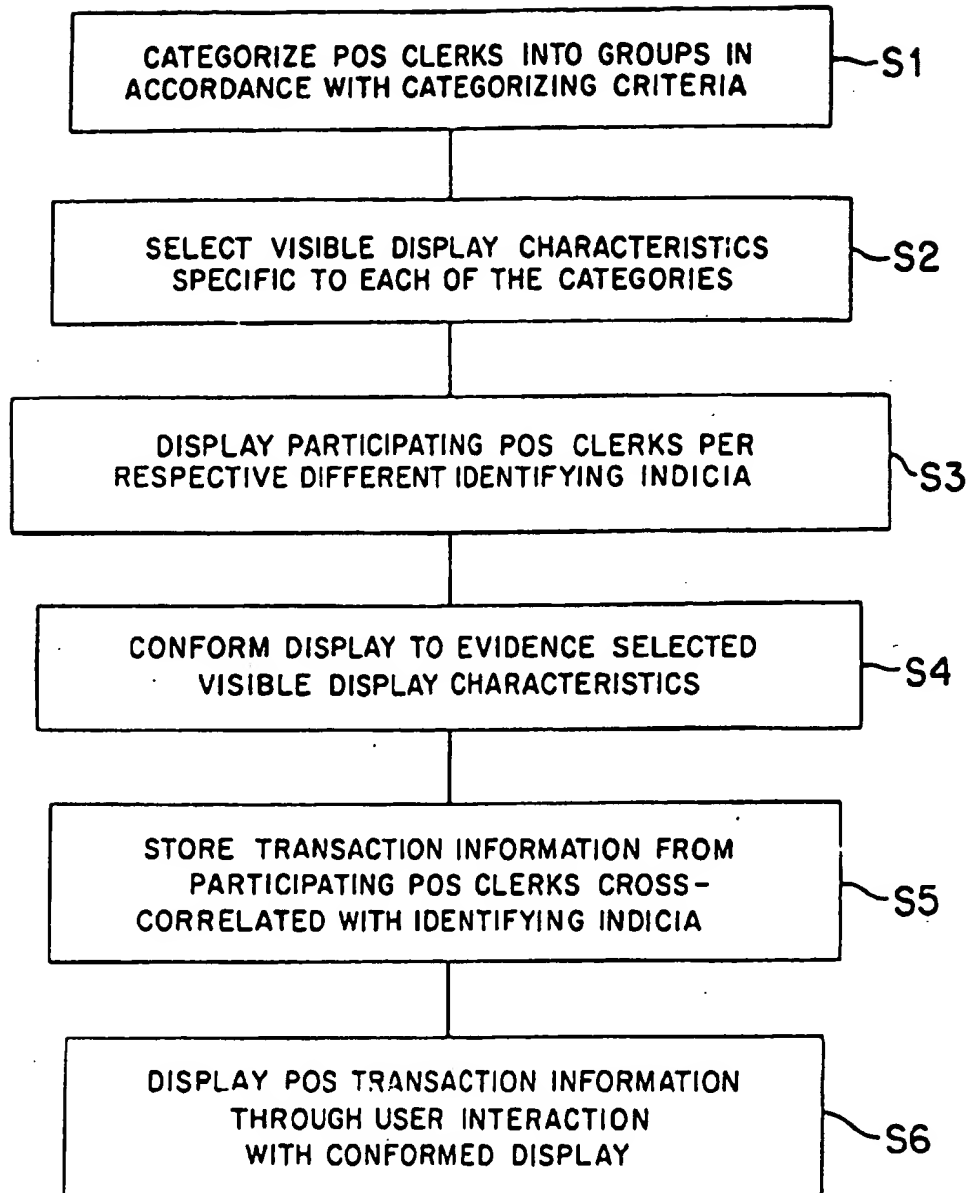 CATEGORIZE POS CLERKS INTO GROUPS IN
ACCORDANCE WITH CATEGORIZING CRITERIA
S1
SELECT VISIBLE DISPLAY CHARACTERISTICS
SPECIFIC TO EACH OF THE CATEGORIES
S2
DISPLAY PARTICIPATING POS CLERKS PER
RESPECTIVE DIFFERENT IDENTIFYING INDICIA
S3
CONFORM DISPLAY TO EVIDENCE SELECTED
VISIBLE DISPLAY CHARACTERISTICS
S4
STORE TRANSACTION INFORMATION FROM
PARTICIPATING POS CLERKS CROSS-
CORRELATED WITH IDENTIFYING INDICIA
S5
DISPLAY POS TRANSACTION INFORMATION
THROUGH USER INTERACTION
WITH CONFORMED DISPLAY
S6